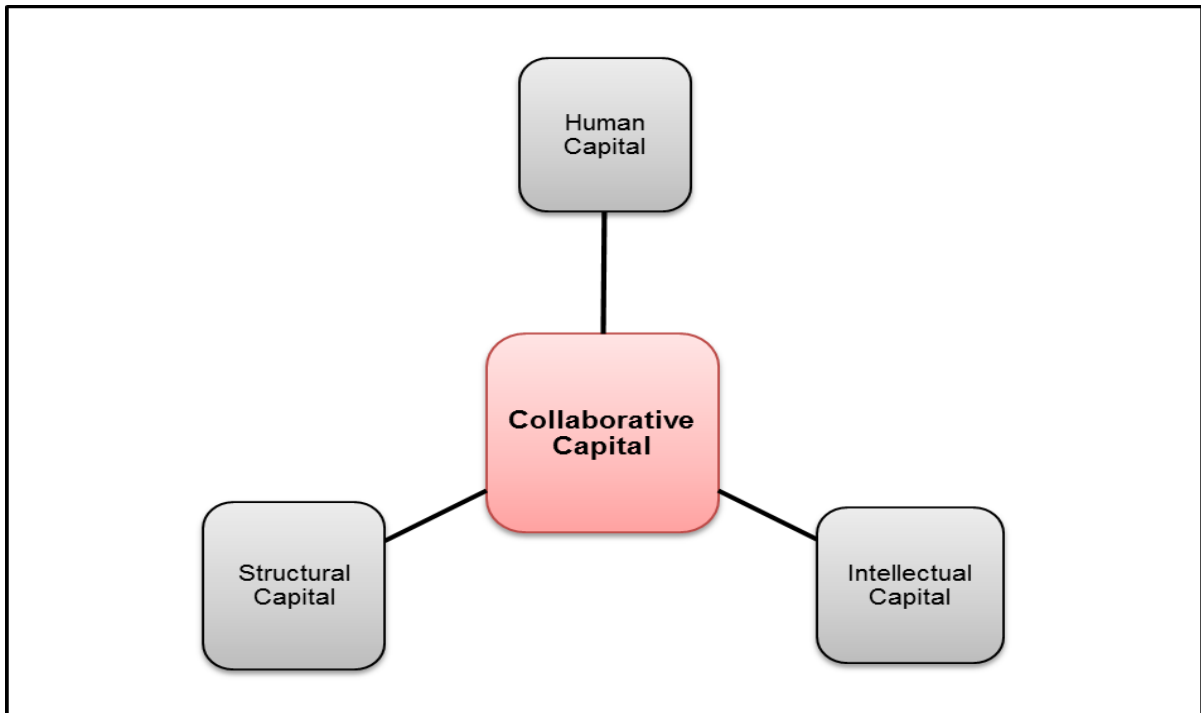 Human
Capital
Collaborative
Capital
Structural
Capital
Intellectual
Capital